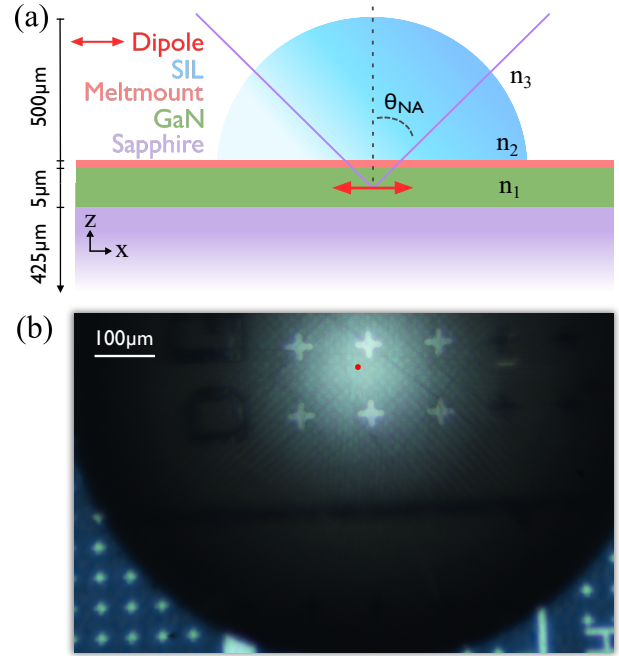 (a)
Dipole
SIL
Meltmount
GaN
Sapphire
500μm
5μm
425μm
θNA
n3
n2
n1
z
x
(b)
100μm
H